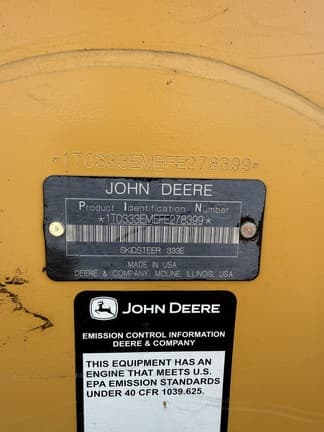 *1T0333EMEFE278399*
JOHN DEERE
Product Identification Number
*1T0333EMEFE278399*
SKIDSTEER 333E
MADE IN USA
DEERE & COMPANY MOLINE, ILLINOIS, USA
JOHN DEERE
EMISSION CONTROL INFORMATION
DEERE & COMPANY
THIS EQUIPMENT HAS AN
ENGINE THAT MEETS U.S.
EPA EMISSION STANDARDS
UNDER 40 CFR 1039.625.